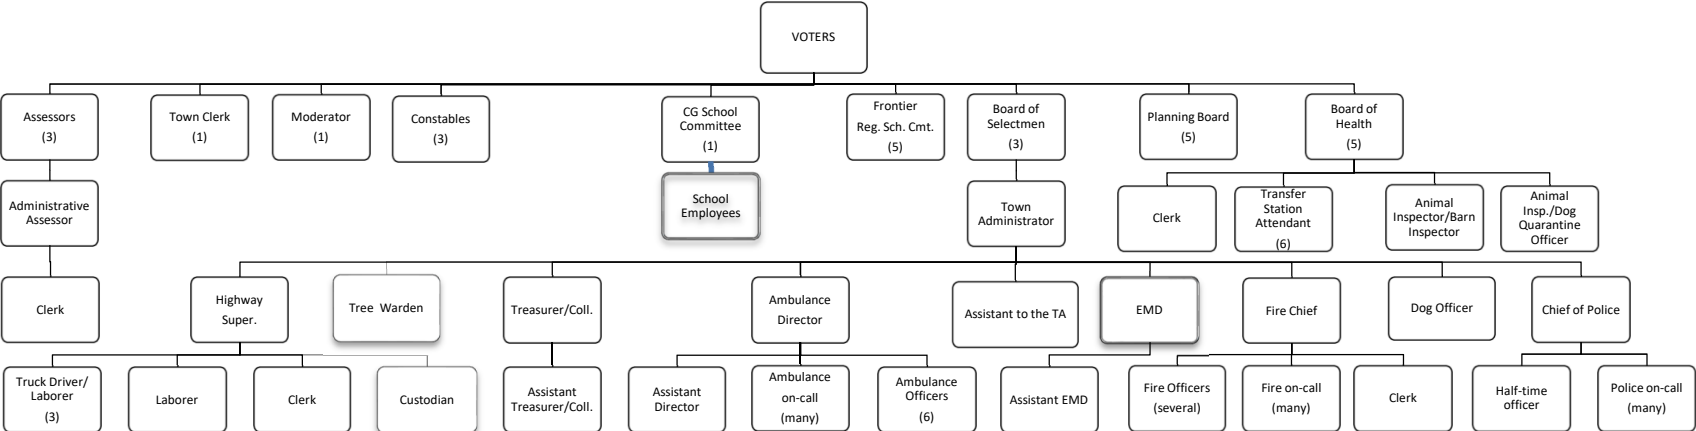 VOTERS
Assessors
(3)
Town Clerk
(1)
Moderator
(1)
Constables
(3)
CG School
Committee
(1)
Frontier
Reg. Sch. Cmt.
(5)
Board of
Selectmen
(3)
Planning Board
(5)
Board of
Health
(5)
Administrative
Assessor
School
Employees
Town
Administrator
Clerk
Transfer
Station
Attendant
(6)
Animal
Inspector/Barn
Inspector
Animal
Insp./Dog
Quarantine
Officer
Clerk
Highway
Super.
Tree Warden
Treasurer/Coll.
Ambulance
Director
Assistant to the TA
EMD
Fire Chief
Dog Officer
Chief of Police
Truck Driver/
Laborer
(3)
Laborer
Clerk
Custodian
Assistant
Treasurer/Coll.
Assistant
Director
Ambulance
on-call
(many)
Ambulance
Officers
(6)
Assistant EMD
Fire Officers
(several)
Fire on-call
(many)
Clerk
Half-time
officer
Police on-call
(many)